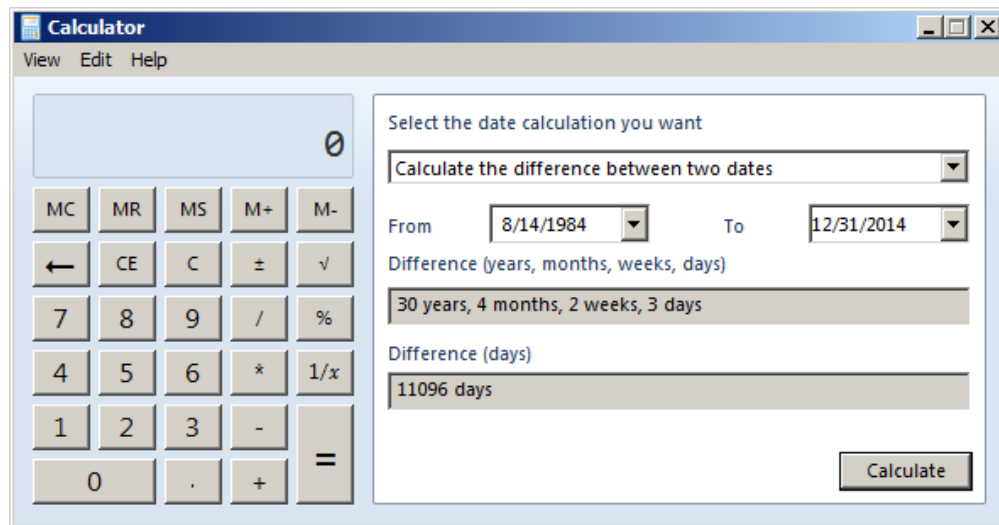 Calculator
View Edit Help
0
MC MR MS M+ M-
← CE C ± √
7 8 9 / %
4 5 6 * 1/x
1 2 3 - =
0 . +
Select the date calculation you want
Calculate the difference between two dates
From 8/14/1984 To 12/31/2014
Difference (years, months, weeks, days)
30 years, 4 months, 2 weeks, 3 days
Difference (days)
11096 days
Calculate